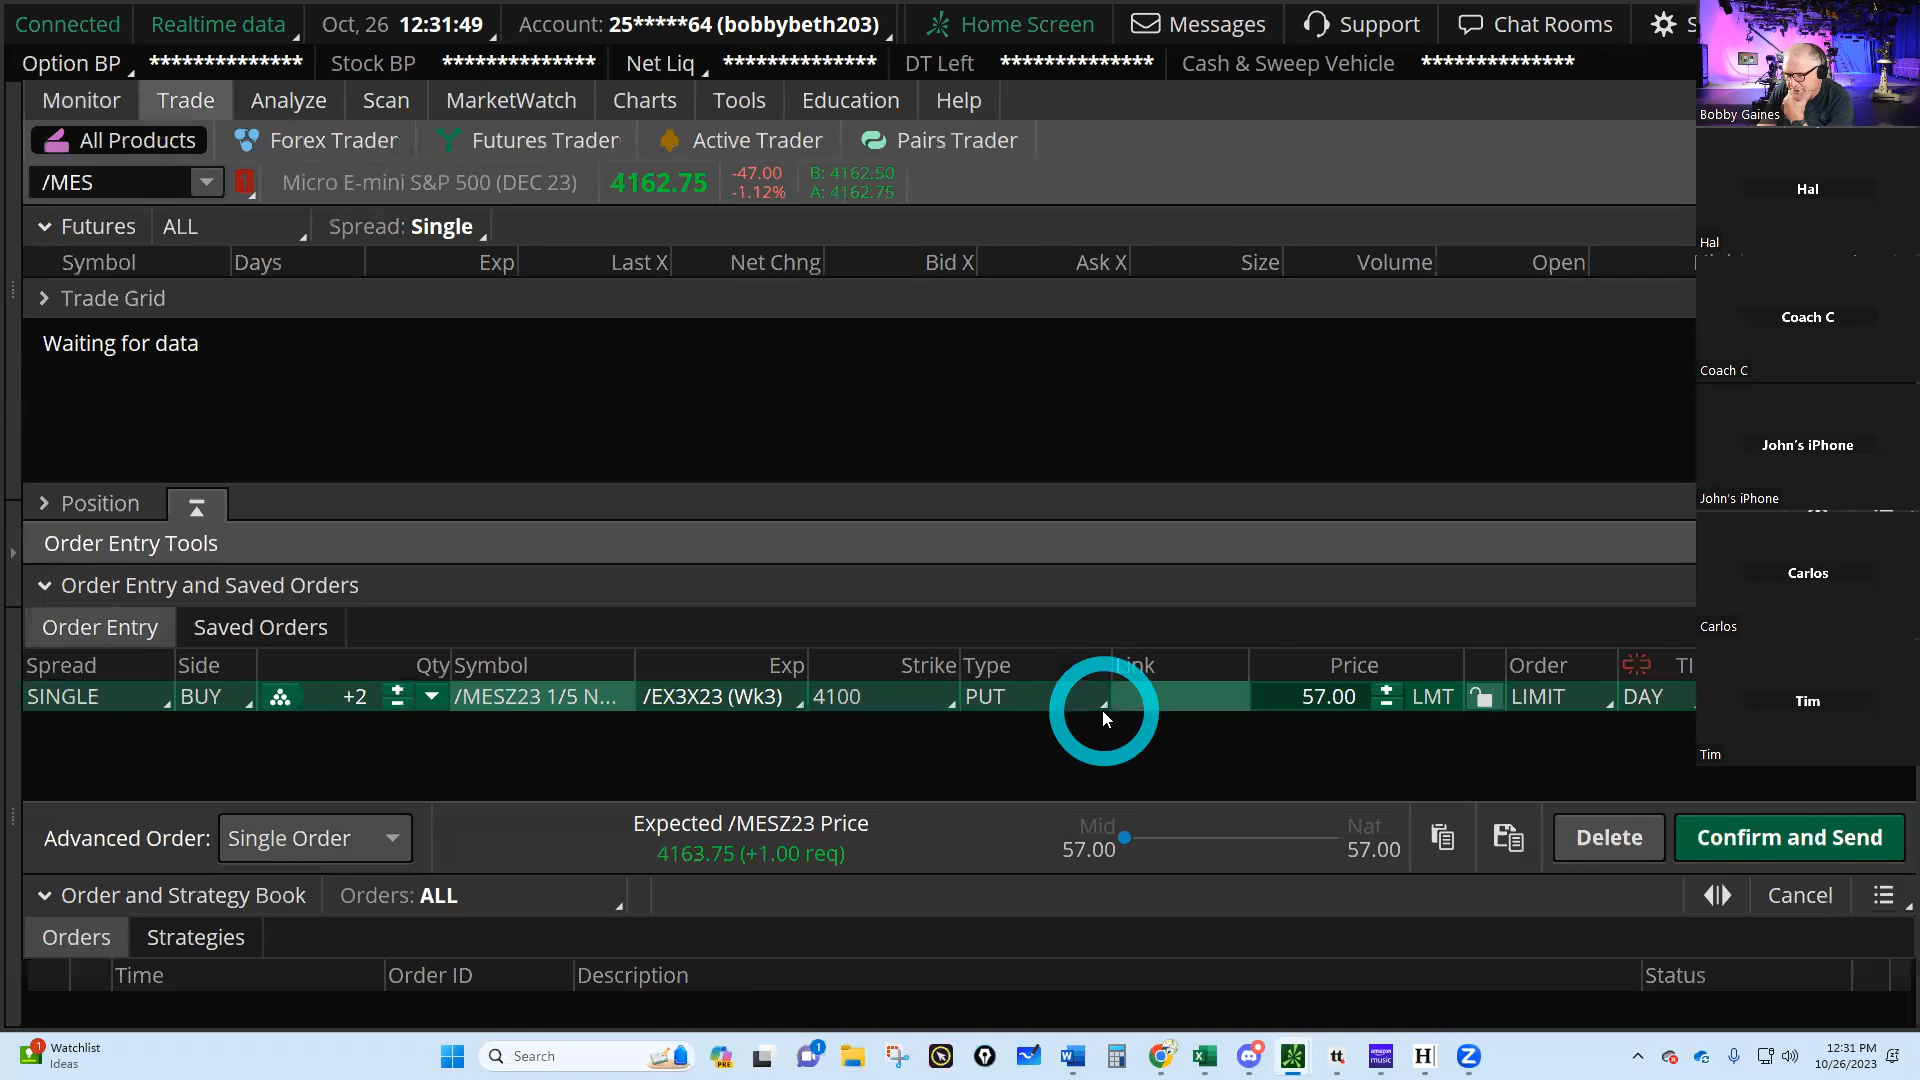 Connected Realtime data Oct, 26 12:31:49 Account: 25*****64 (bobbybeth203) Home Screen Messages Support Chat Rooms S
Option BP ************** Stock BP ************** Net Liq ************** DT Left ************** Cash & Sweep Vehicle **************
Monitor Trade Analyze Scan MarketWatch Charts Tools Education Help
Bobby Gaines
All Products Forex Trader Futures Trader Active Trader Pairs Trader
/MES 1 Micro E-mini S&P 500 (DEC 23) 4162.75 -47.00 B: 4162.50
-1.12% A: 4162.75
Hal
Futures ALL Spread: Single
Hal
Symbol Days Exp Last X Net Chng Bid X Ask X Size Volume Open
Trade Grid
Coach C
Waiting for data
Coach C
John's iPhone
John's iPhone
Position
Order Entry Tools
Carlos
Order Entry and Saved Orders
Carlos
Order Entry Saved Orders
Spread Side Qty Symbol Exp Strike Type Link Price Order TI
SINGLE BUY +2 /MESZ23 1/5 N... /EX3X23 (Wk3) 4100 PUT 57.00 LMT LIMIT DAY
Tim
Tim
Advanced Order: Single Order Expected /MESZ23 Price Mid Nat Delete Confirm and Send
4163.75 (+1.00 req) 57.00 57.00
Order and Strategy Book Orders: ALL Cancel
Orders Strategies
Time Order ID Description Status
1 Watchlist
Ideas
Search PRE 1 tt amazon music H Z
12:31 PM
10/26/2023